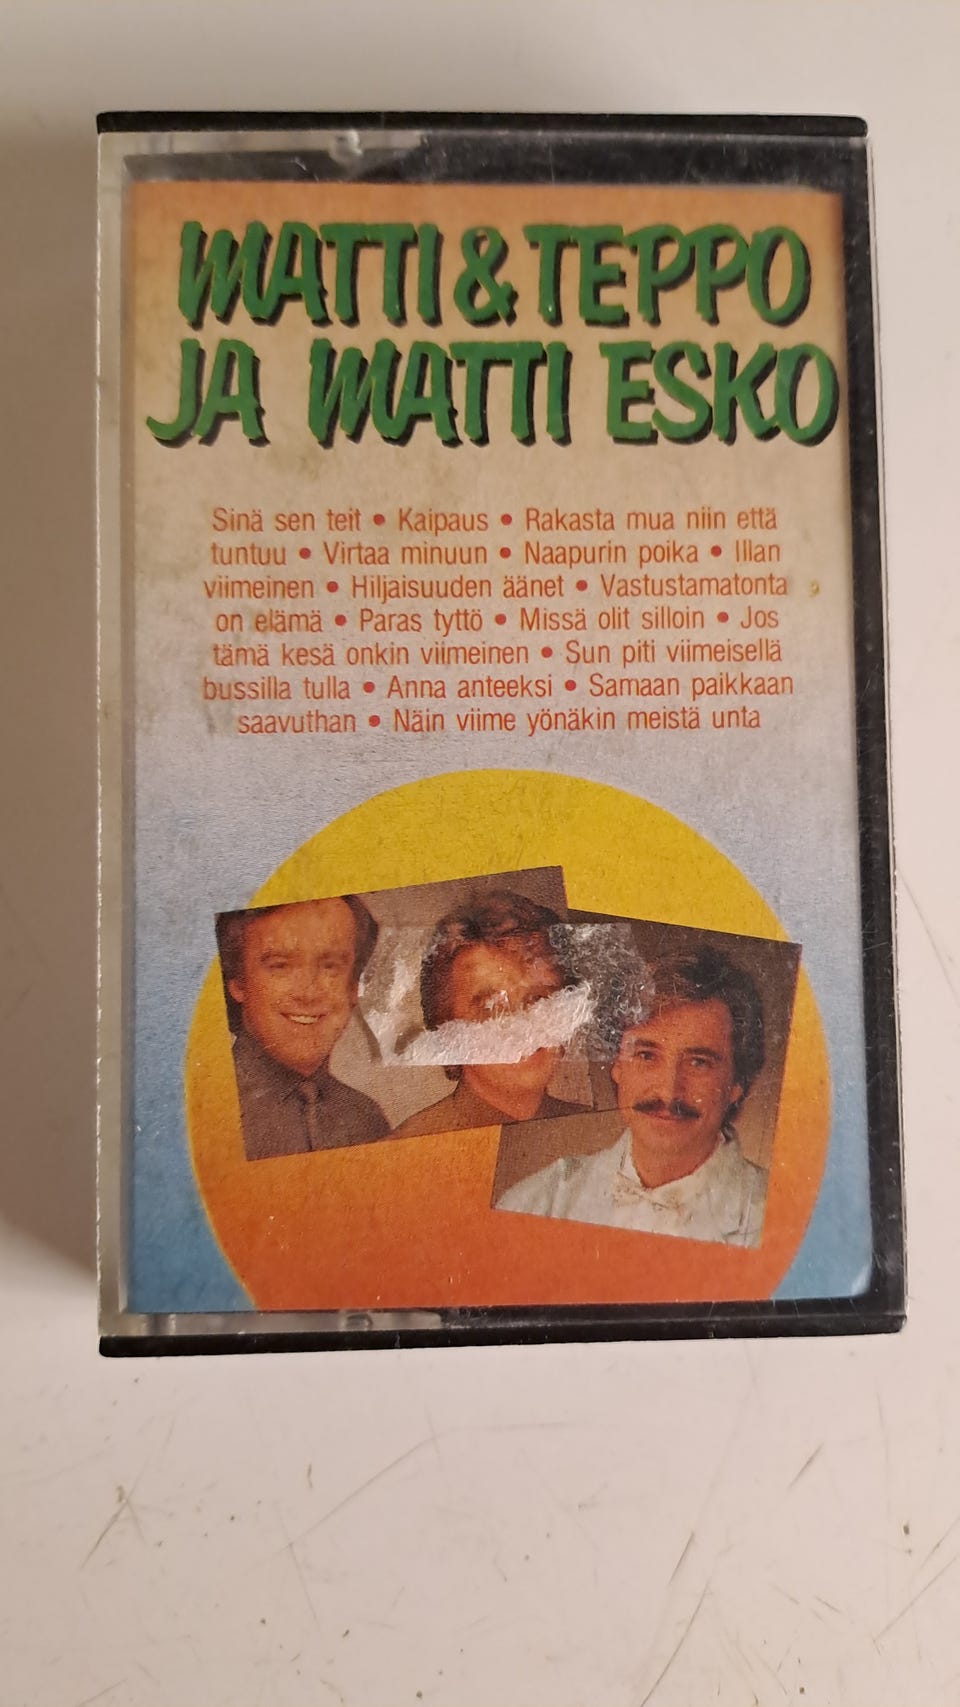 MATTI & TEPPO
JA MATTI ESKO
Sinä sen teit • Kaipaus • Rakasta mua niin että
tuntuu • Virtaa minuun • Naapurin poika • Illan
viimeinen • Hiljaisuuden äänet • Vastustamatonta
on elämä • Paras tyttö • Missä olit silloin • Jos
tämä kesä onkin viimeinen • Sun piti viimeisellä
bussilla tulla • Anna anteeksi • Samaan paikkaan
saavuthan • Näin viime yönäkin meistä unta